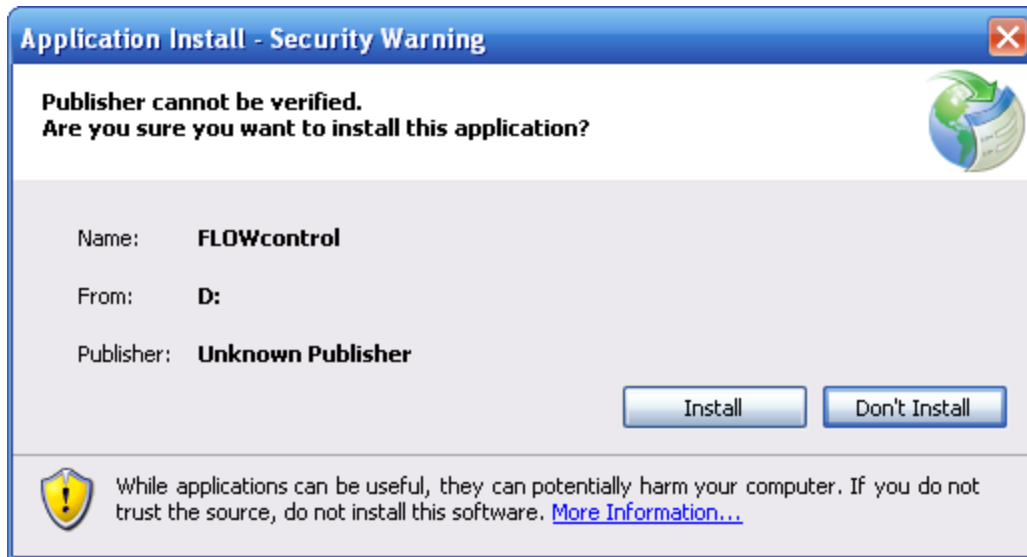 Application Install - Security Warning
Publisher cannot be verified.
Are you sure you want to install this application?
Name: FLOWcontrol
From: D:
Publisher: Unknown Publisher
Install Don't Install
While applications can be useful, they can potentially harm your computer. If you do not
trust the source, do not install this software. More Information...